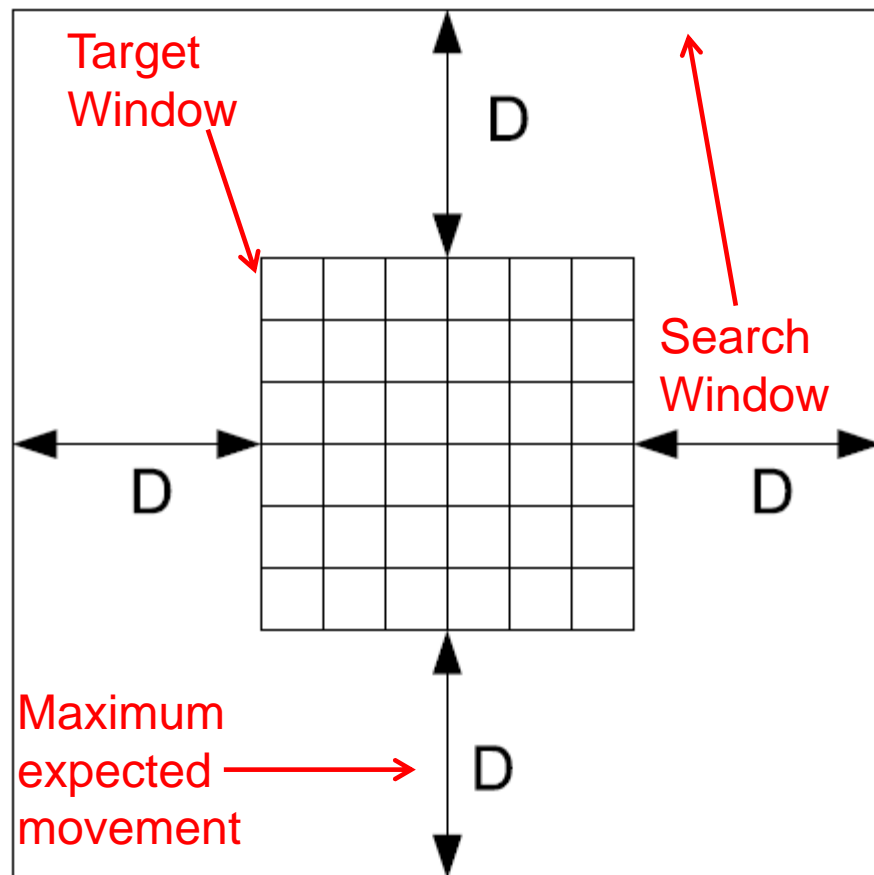 Target
Window
D
Search
Window
D
D
Maximum
expected
movement
D